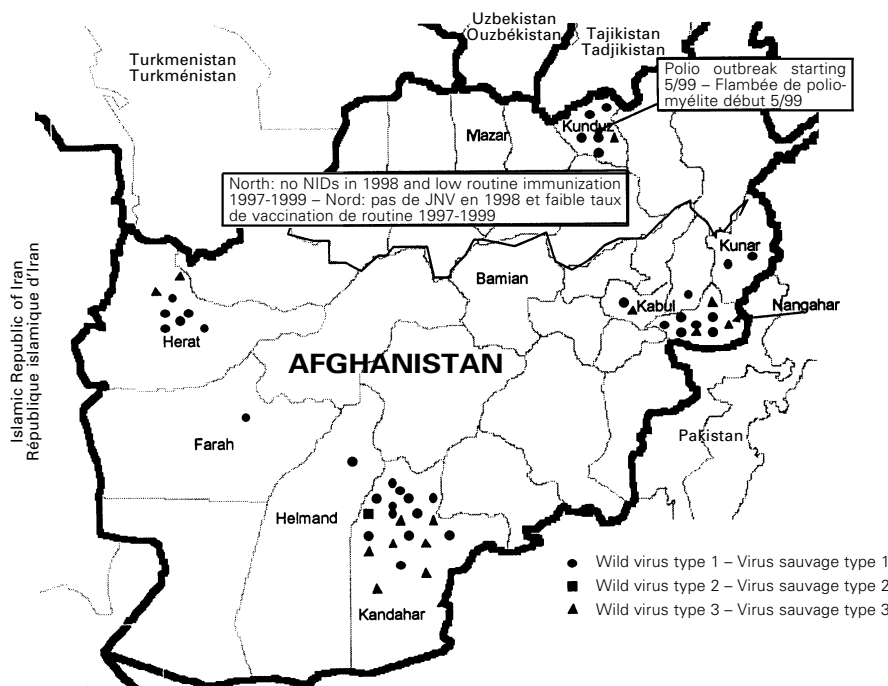 Uzbekistan
Ouzbékistan
Tajikistan
Tadjikistan
Turkmenistan
Turkménistan
Polio outbreak starting
5/99 – Flambée de polio-
myélite début 5/99
Mazar
Kunduz
North: no NIDs in 1998 and low routine immunization
1997-1999 – Nord: pas de JNV en 1998 et faible taux
de vaccination de routine 1997-1999
Kunar
Bamian
Kabul
Nangahar
Islamic Republic of Iran
République islamique d'Iran
Herat
AFGHANISTAN
Farah
Pakistan
Helmand
Kandahar
Wild virus type 1 – Virus sauvage type 1
Wild virus type 2 – Virus sauvage type 2
Wild virus type 3 – Virus sauvage type 3